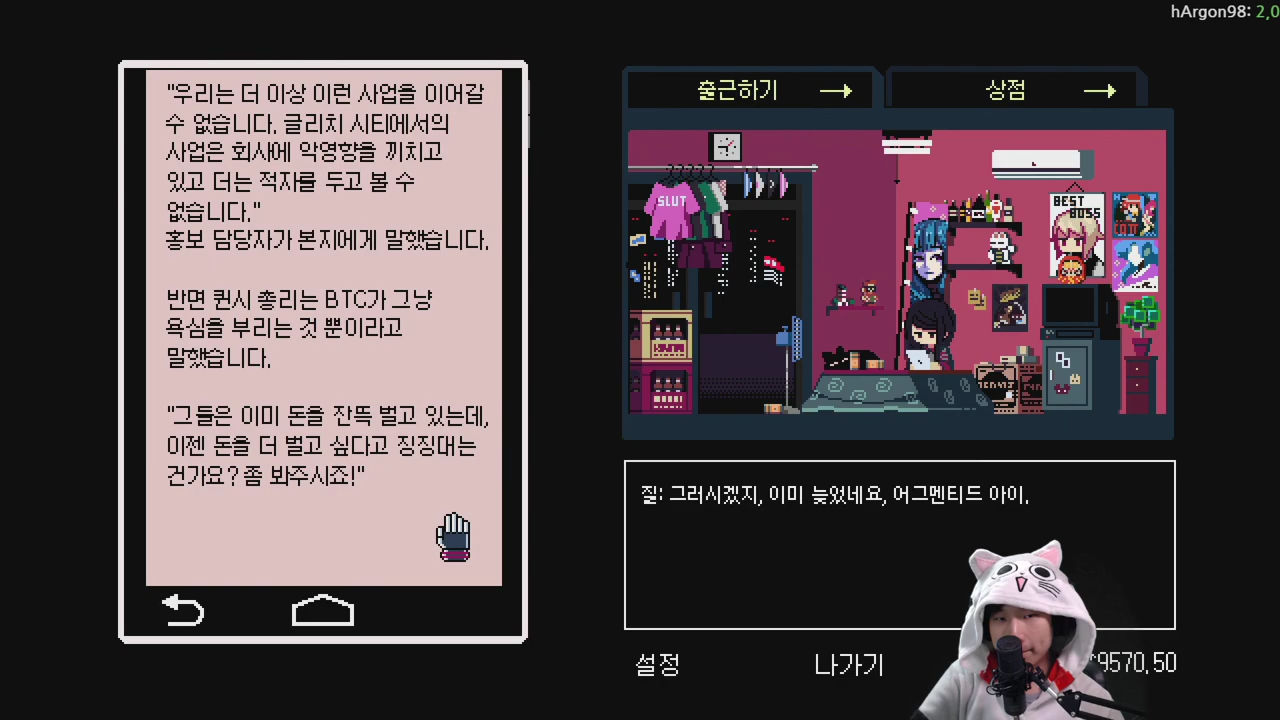 hArgon98: 2,0
"우리는 더 이상 이런 사업을 이어갈
수 없습니다. 글리치 시티에서의
사업은 회사에 악영향을 끼치고
있고 더는 적자를 두고 볼 수
없습니다."
홍보 담당자가 본지에게 말했습니다.
반면 퀸시 총리는 BTC가 그냥
욕심을 부리는 것 뿐이라고
말했습니다.
"그들은 이미 돈을 잔뜩 벌고 있는데,
이젠 돈을 더 벌고 싶다고 징징대는
건가요? 좀 봐주시죠!"
출근하기
상점
SLUT
BEST
BOSS
질: 그러시겠지, 이미 늦었네요, 어그멘티드 아이.
설정
나가기
9570,50